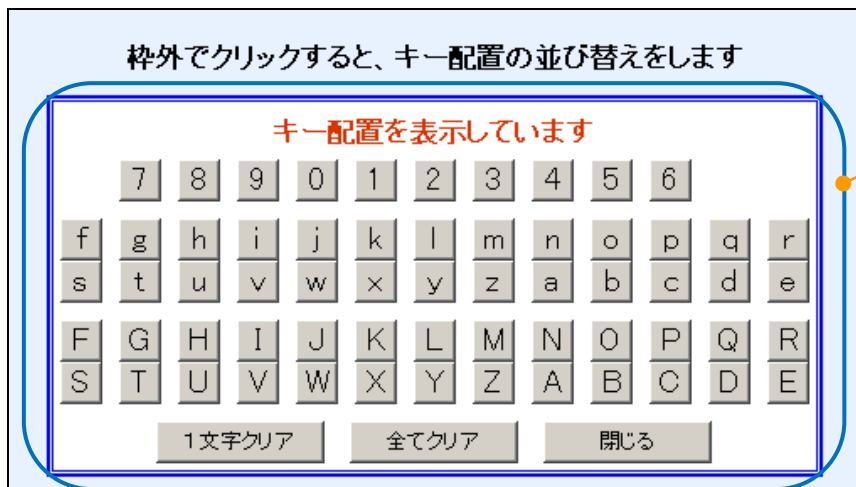 枠外でクリックすると、キー配置の並び替えをします
キー配置を表示しています
7 8 9 0 1 2 3 4 5 6
f g h i j k l m n o p q r
s t u v w x y z a b c d e
F G H I J K L M N O P Q R
S T U V W X Y Z A B C D E
1文字クリア 全てクリア 閉じる